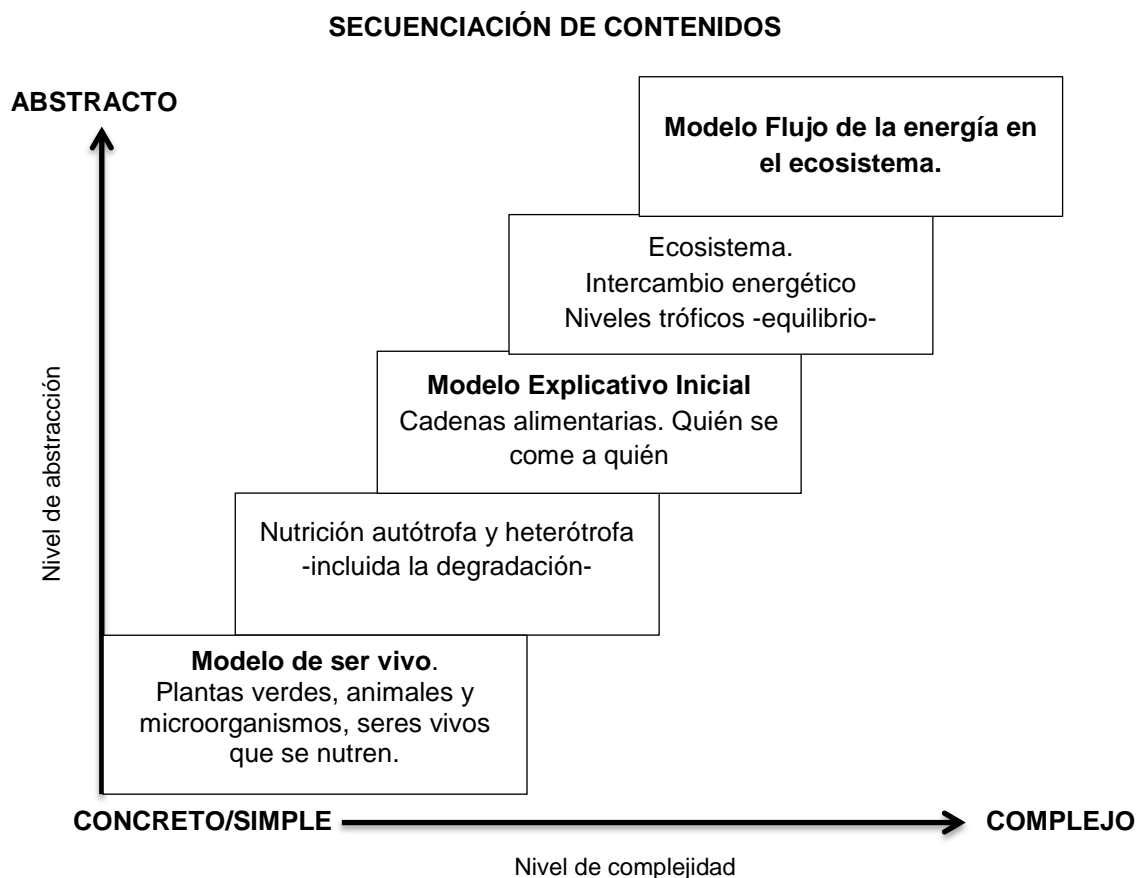 SECUENCIACIÓN DE CONTENIDOS
ABSTRACTO
Modelo Flujo de la energía en
el ecosistema.
Ecosistema.
Intercambio energético
Niveles tróficos -equilibrio-
Modelo Explicativo Inicial
Cadenas alimentarias. Quién se
come a quién
Nivel de abstracción
Nutrición autótrofa y heterótrofa
-incluida la degradación-
Modelo de ser vivo.
Plantas verdes, animales y
microorganismos, seres vivos
que se nutren.
CONCRETO/SIMPLE
COMPLEJO
Nivel de complejidad